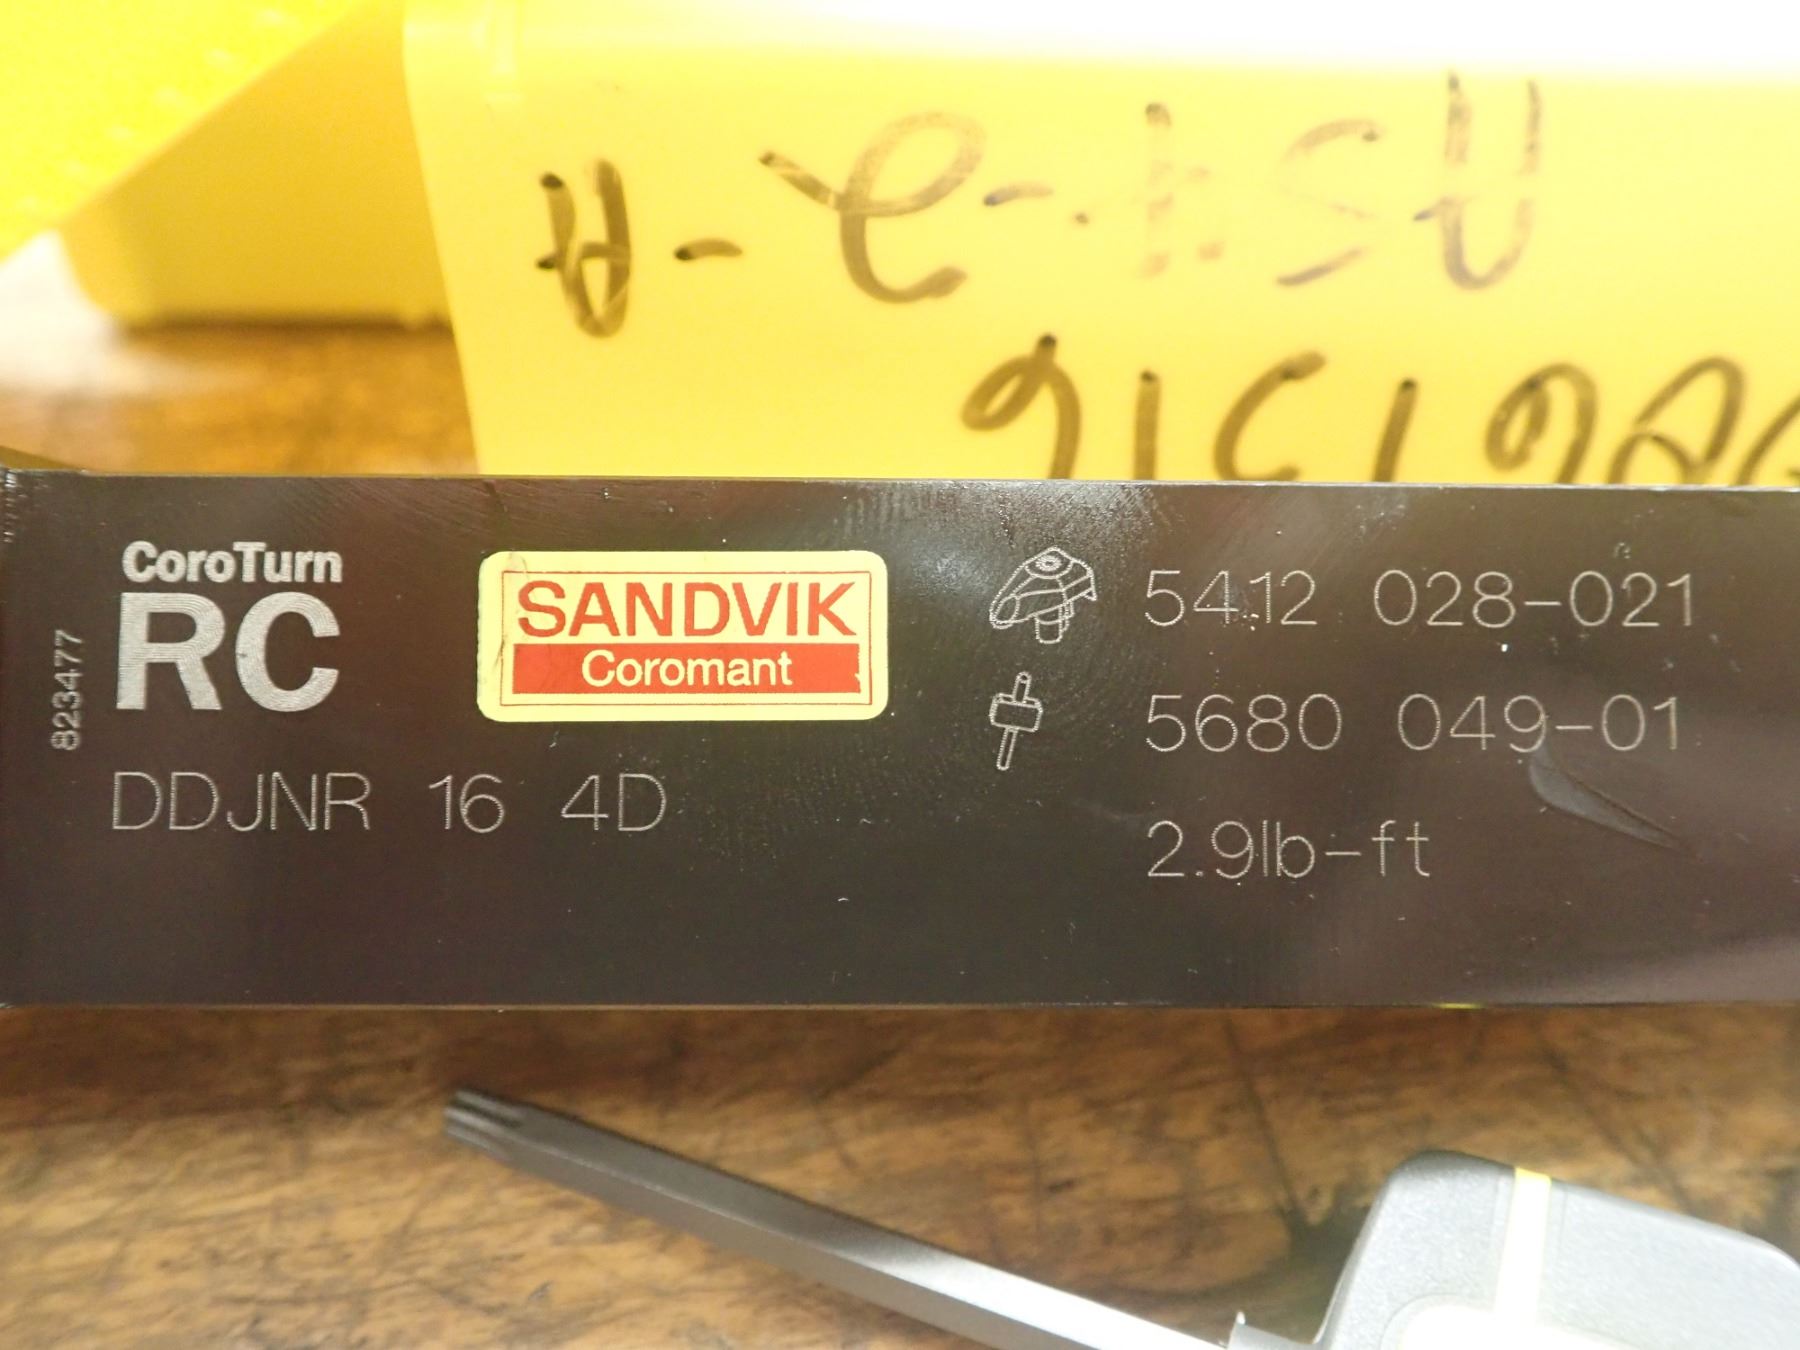 CoroTurn
RC
823477
DDJNR 16 4D
SANDVIK
Coromant
5412 028-021
5680 049-01
2.9lb-ft